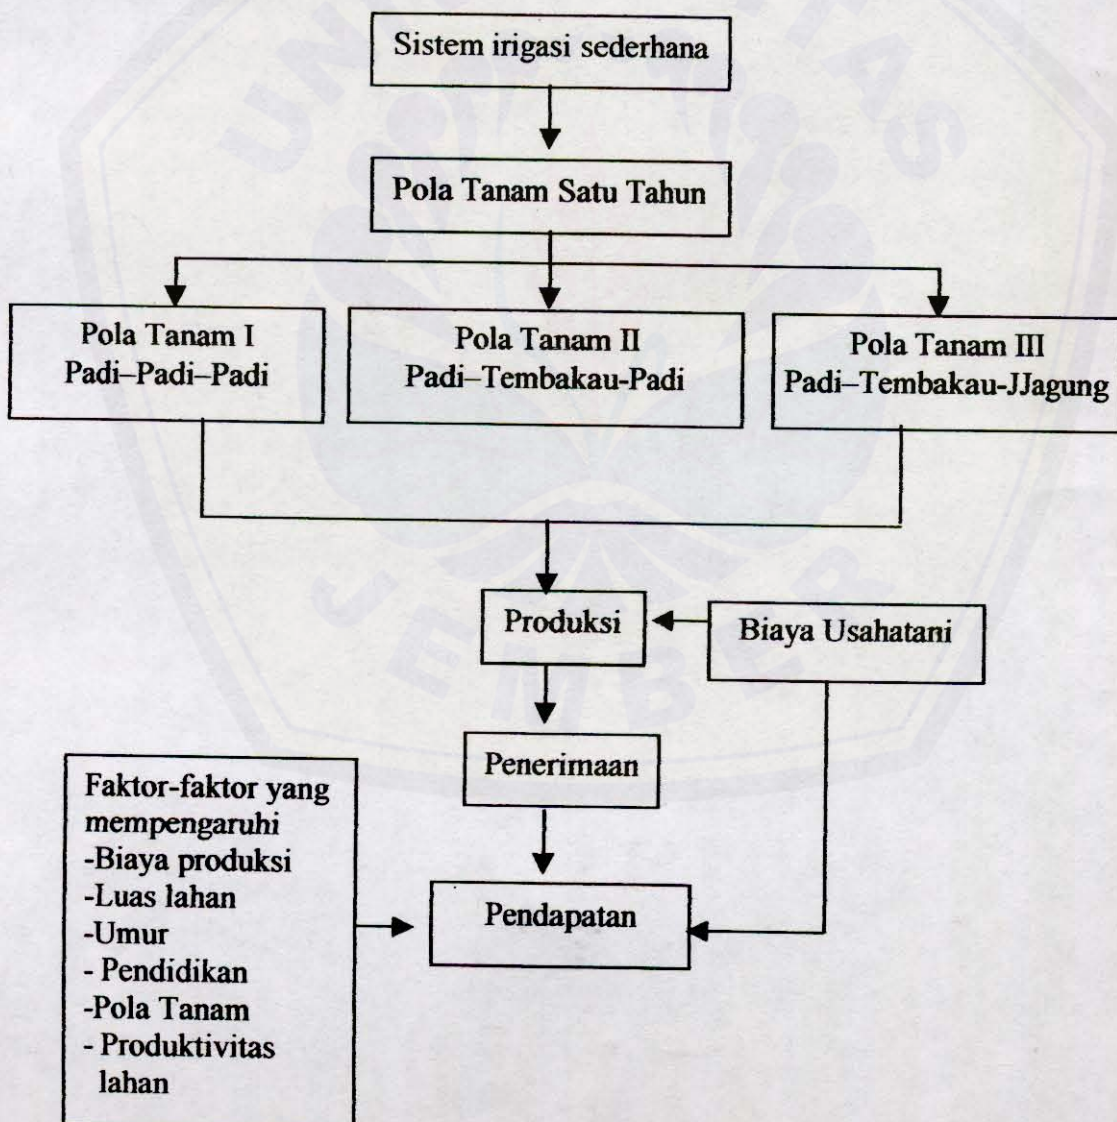 UNIVERSITAS
JEMBER
Sistem irigasi sederhana
Pola Tanam Satu Tahun
Pola Tanam I
Padi–Padi–Padi
Pola Tanam II
Padi–Tembakau-Padi
Pola Tanam III
Padi–Tembakau-JJagung
Produksi
Biaya Usahatani
Penerimaan
Faktor-faktor yang
mempengaruhi
-Biaya produksi
-Luas lahan
-Umur
- Pendidikan
-Pola Tanam
- Produktivitas
lahan
Pendapatan